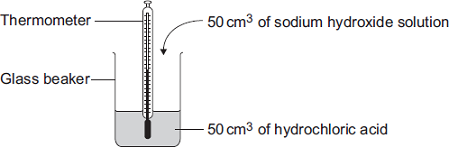 Thermometer
50 cm³ of sodium hydroxide solution
Glass beaker
50 cm³ of hydrochloric acid